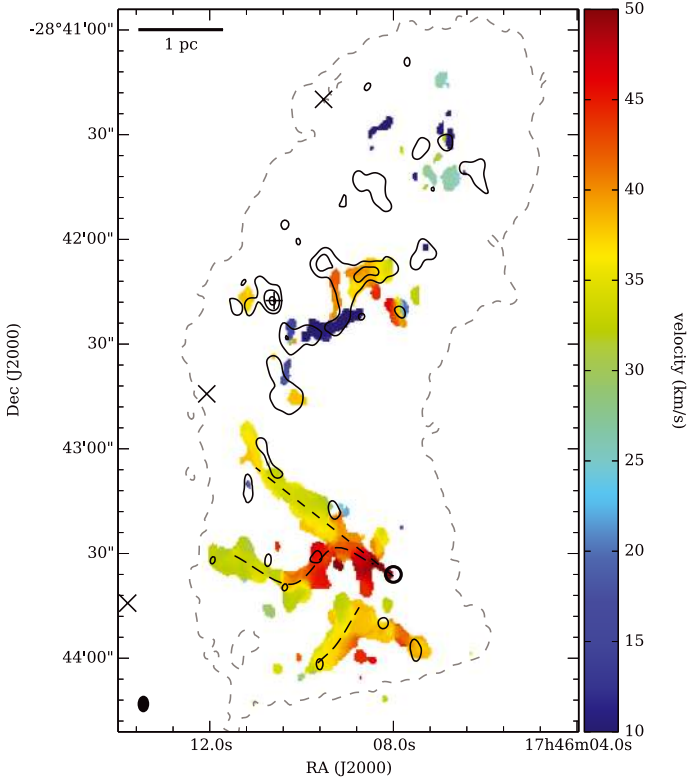 -28°41'00"
1 pc
30"
42'00"
30"
43'00"
30"
44'00"
Dec (J2000)
12.0s
08.0s
17h46m04.0s
RA (J2000)
50
45
40
35
30
25
20
15
10
velocity (km/s)